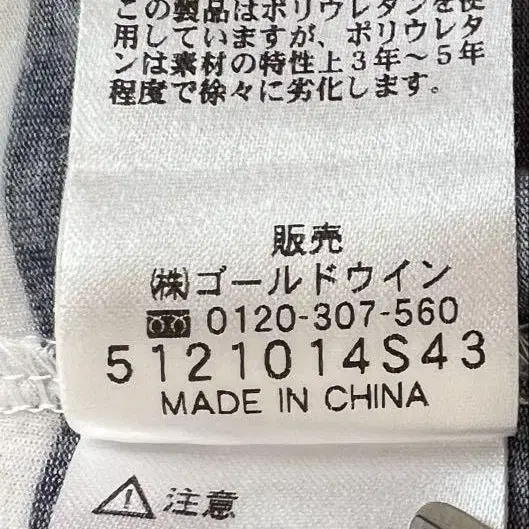 この製品はポリウレタンを使
用していますが、ポリウレタ
ンは素材の特性上３年〜５年
程度で徐々に劣化します。
販売
㈱ゴールドウイン
0120-307-560
5121014S43
MADE IN CHINA
注意